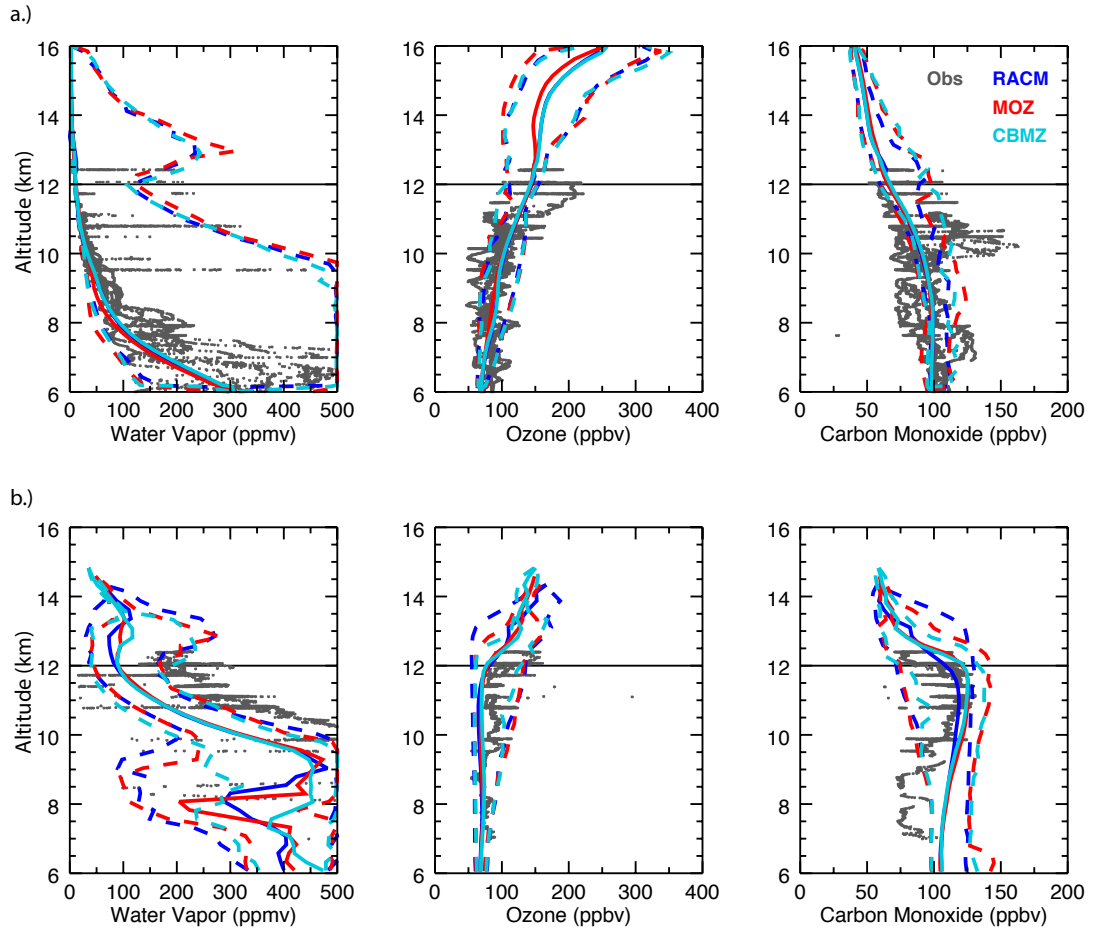 a.)
16
14
12
10
8
6
Altitude (km)
0 100 200 300 400 500
Water Vapor (ppmv)
0 100 200 300 400
Ozone (ppbv)
Obs RACM
MOZ
CBMZ
0 50 100 150 200
Carbon Monoxide (ppbv)
16
14
12
10
8
6
16
14
12
10
8
6
b.)
16
14
12
10
8
6
Altitude (km)
0 100 200 300 400 500
Water Vapor (ppmv)
16
14
12
10
8
6
0 100 200 300 400
Ozone (ppbv)
16
14
12
10
8
6
0 50 100 150 200
Carbon Monoxide (ppbv)